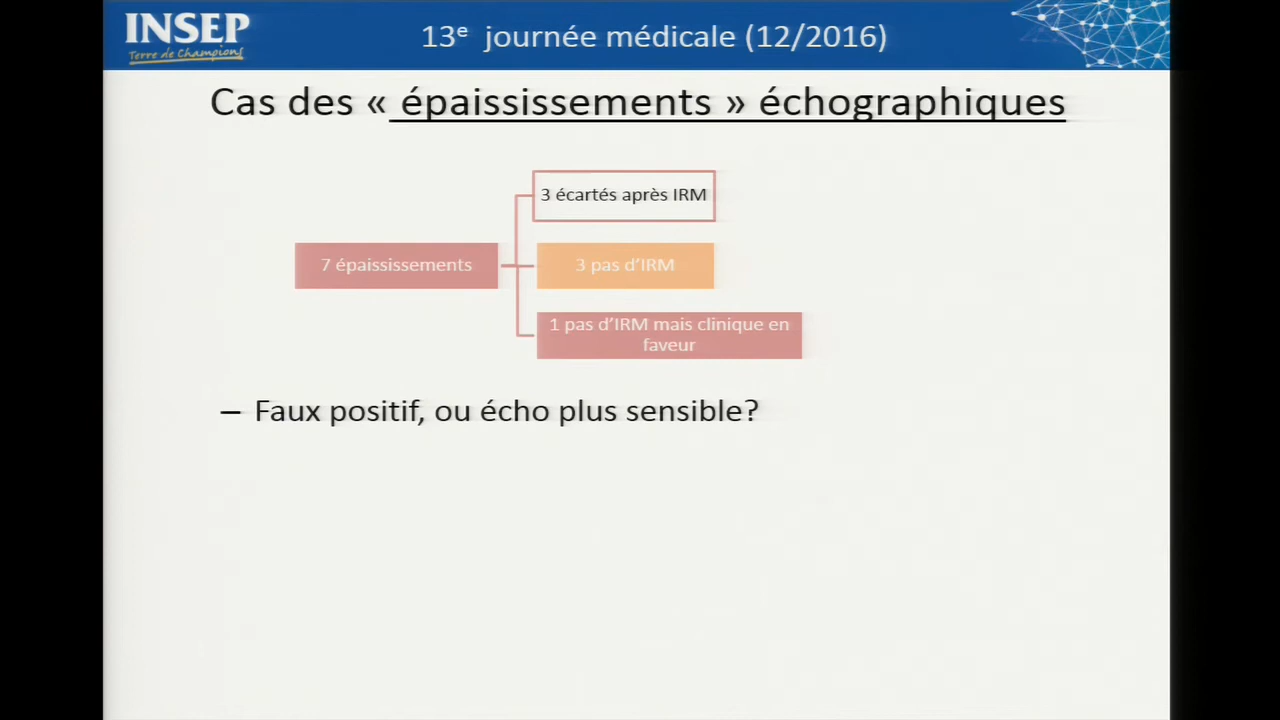 INSEP
Terre de Champions
13e journée médicale (12/2016)
Cas des « épaississements » échographiques
3 écartés après IRM
7 épaississements
3 pas d’IRM
1 pas d’IRM mais clinique en
faveur
– Faux positif, ou écho plus sensible?